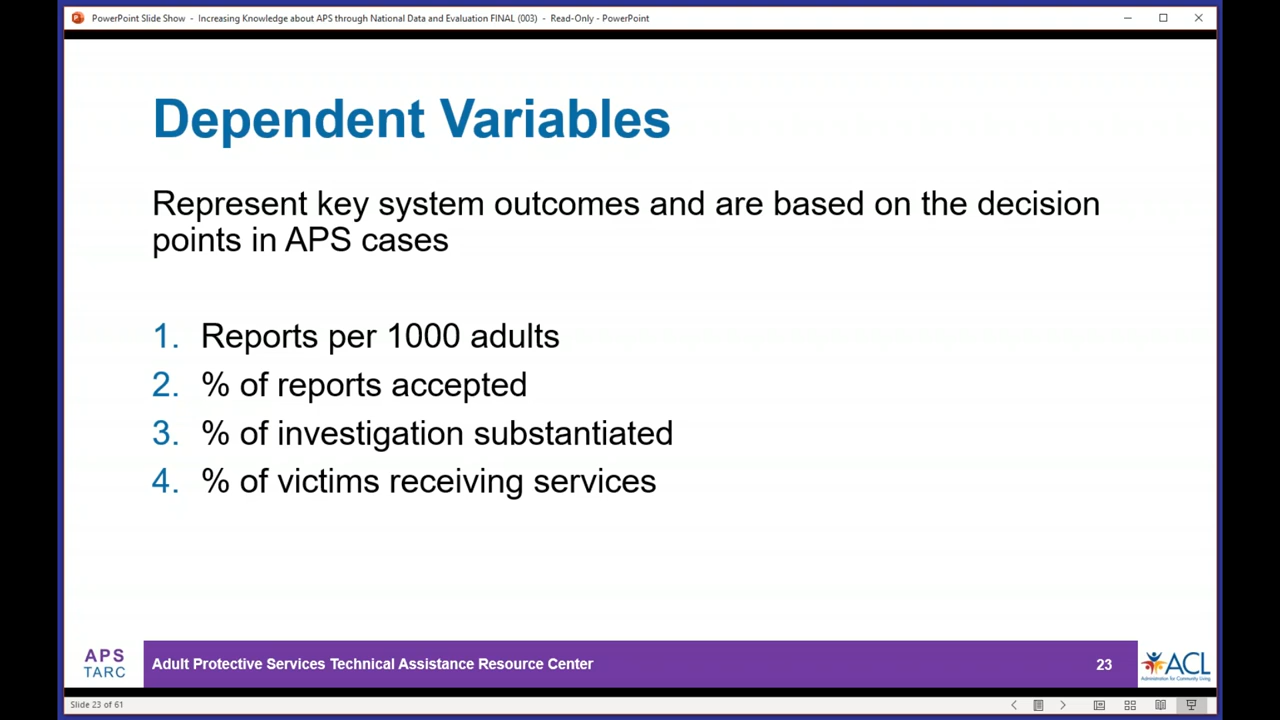 PowerPoint Slide Show - Increasing Knowledge about APS through National Data and Evaluation FINAL (003) - Read-Only - PowerPoint
Dependent Variables
Represent key system outcomes and are based on the decision
points in APS cases
1. Reports per 1000 adults
2. % of reports accepted
3. % of investigation substantiated
4. % of victims receiving services
APS
TARC
Adult Protective Services Technical Assistance Resource Center
23
ACL
Administration for Community Living
Slide 23 of 61